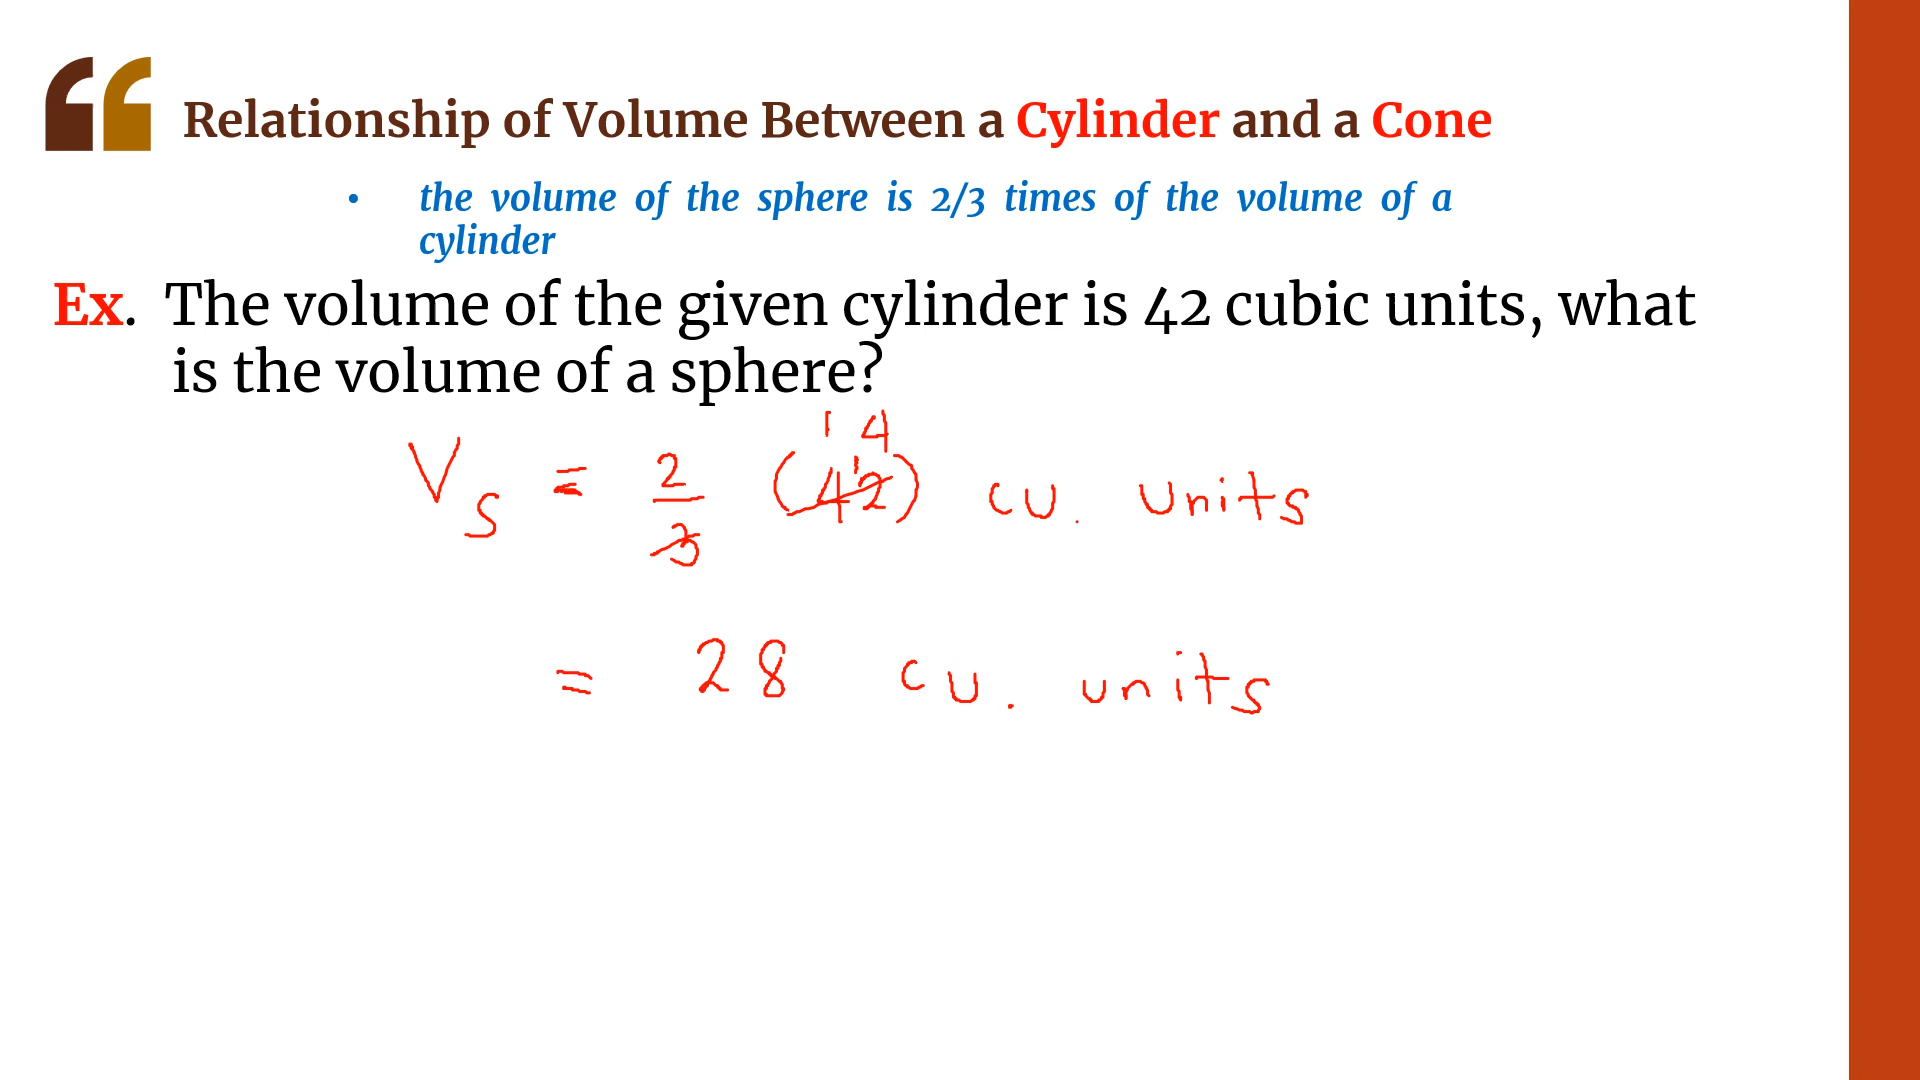 Relationship of Volume Between a Cylinder and a Cone
• the volume of the sphere is 2/3 times of the volume of a
cylinder
Ex. The volume of the given cylinder is 42 cubic units, what
is the volume of a sphere?
14
Vs = 2/3 (42) cu. units
= 28 cu. units